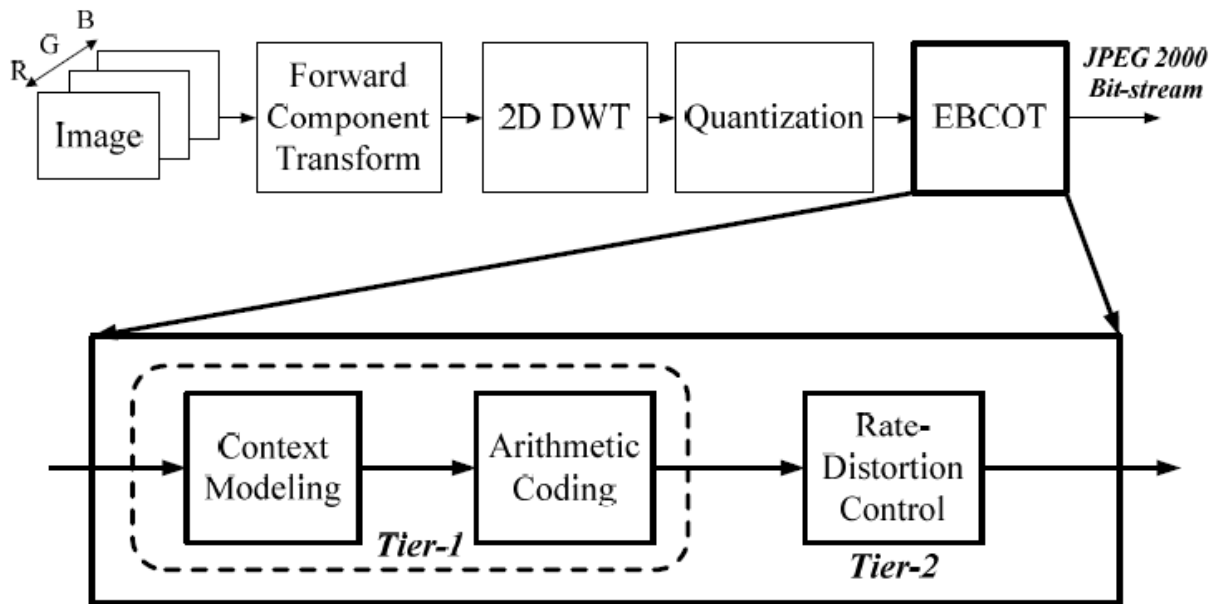 B
G
R
Image
Forward
Component
Transform
2D DWT
Quantization
EBCOT
JPEG 2000
Bit-stream
Context
Modeling
Arithmetic
Coding
Tier-1
Rate-
Distortion
Control
Tier-2